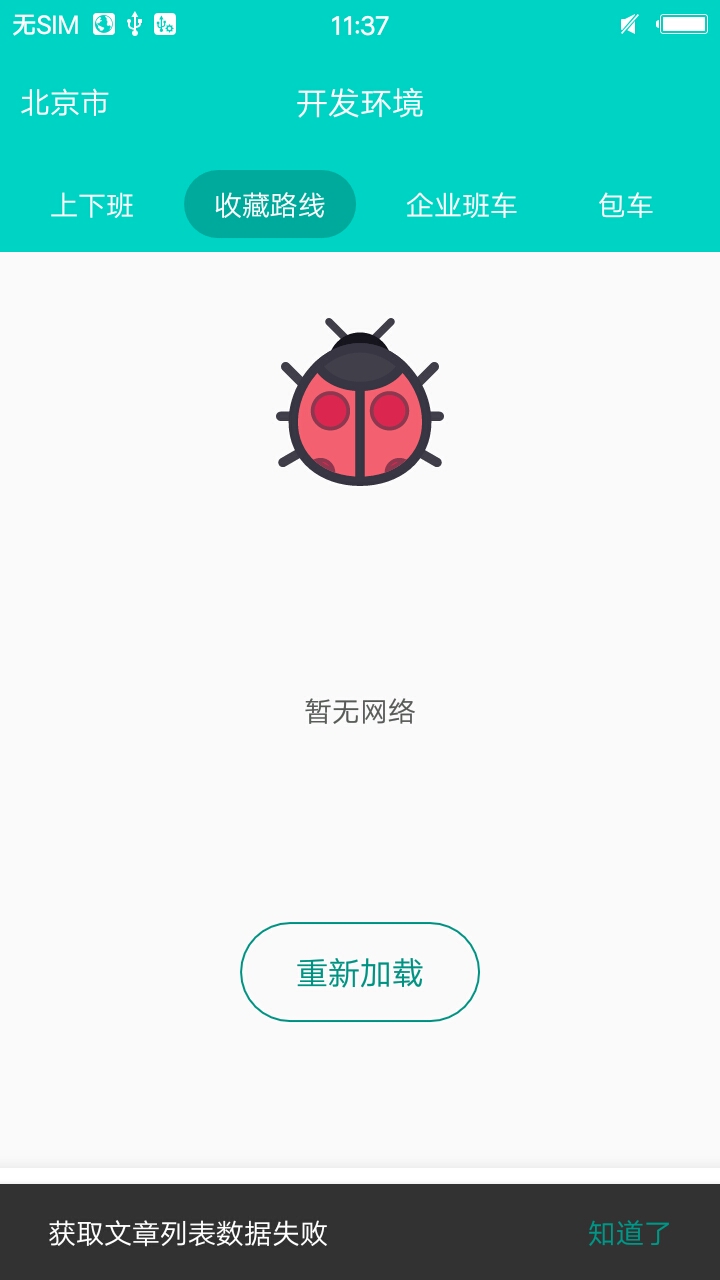 无SIM 11:37
北京市 开发环境
上下班 收藏路线 企业班车 包车
暂无网络
重新加载
获取文章列表数据失败 知道了